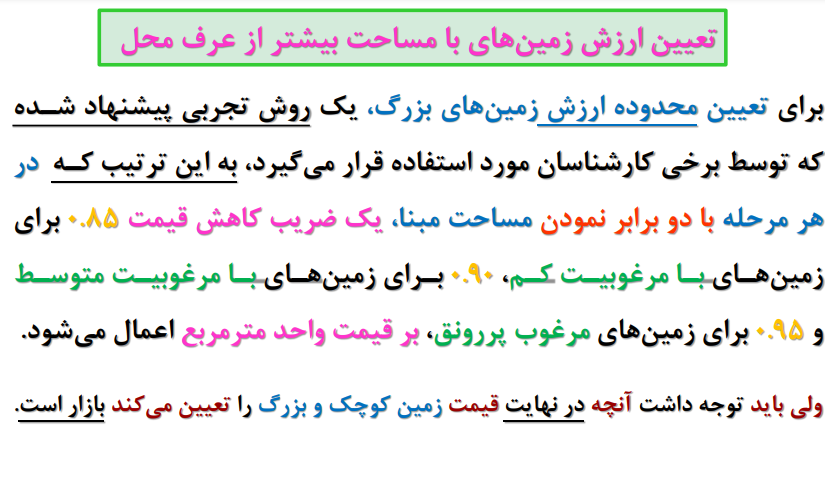 تعیین ارزش زمین‌های با مساحت بیشتر از عرف محل
برای تعیین محدوده ارزش زمین‌های بزرگ، یک روش تجربی پیشنهاد شده
که توسط برخی کارشناسان مورد استفاده قرار می‌گیرد، به این ترتیب که در
هر مرحله با دو برابر نمودن مساحت مبنا، یک ضریب کاهش قیمت ۰.۸۵ برای
زمین‌های با مرغوبیت کم، ۰.۹۰ برای زمین‌های با مرغوبیت متوسط
و ۰.۹۵ برای زمین‌های مرغوب پررونق، بر قیمت واحد مترمربع اعمال می‌شود.
ولی باید توجه داشت آنچه در نهایت قیمت زمین کوچک و بزرگ را تعیین می‌کند بازار است.